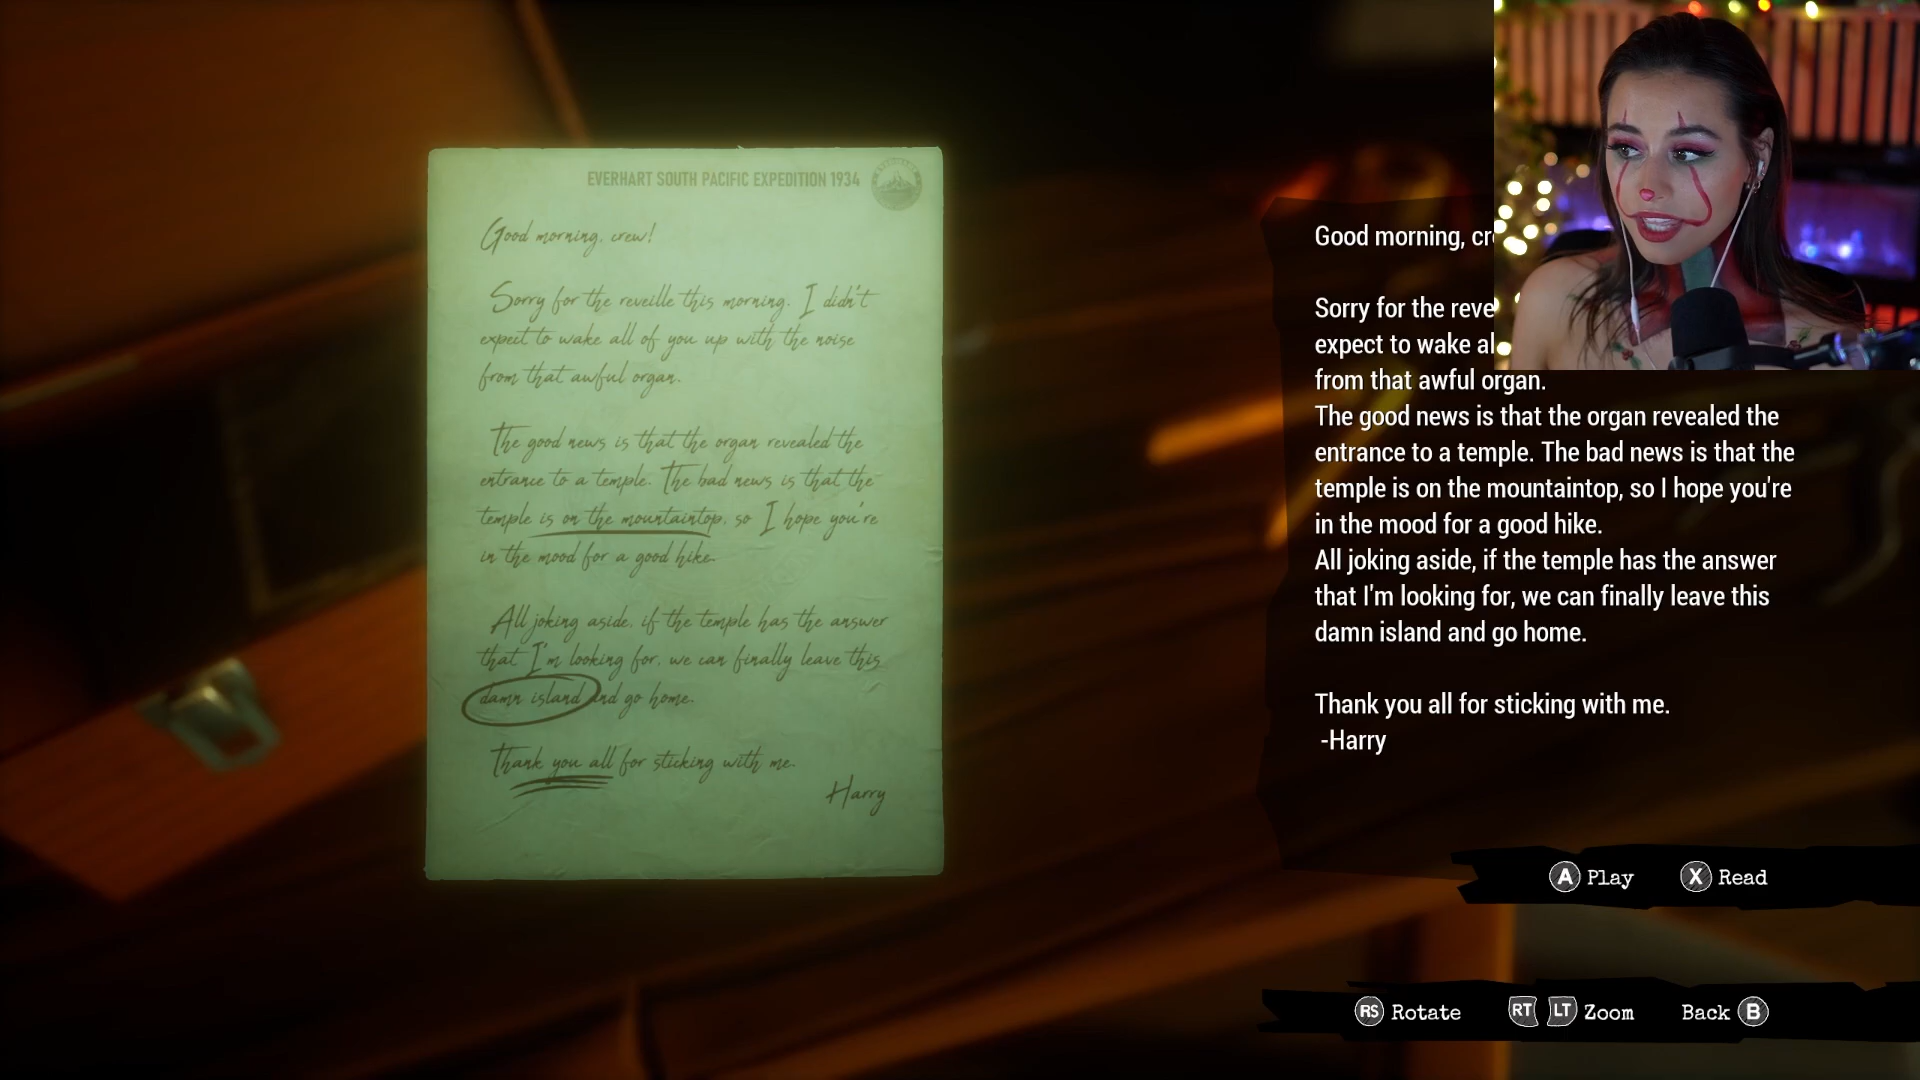 EVERHART SOUTH PACIFIC EXPEDITION 1934
Good morning, crew!
Sorry for the reveille this morning. I didn't
expect to wake all of you up with the noise
from that awful organ.
The good news is that the organ revealed the
entrance to a temple. The bad news is that the
temple is on the mountaintop, so I hope you're
in the mood for a good hike.
All joking aside, if the temple has the answer
that I'm looking for, we can finally leave this
damn island and go home.
Thank you all for sticking with me.
Harry
Good morning,
Sorry for the
expect to wake
from that awful organ.
The good news is that the organ revealed the
entrance to a temple. The bad news is that the
temple is on the mountaintop, so I hope you're
in the mood for a good hike.
All joking aside, if the temple has the answer
that I'm looking for, we can finally leave this
damn island and go home.
Thank you all for sticking with me.
-Harry
A Play X Read
RS Rotate RT LT Zoom Back B